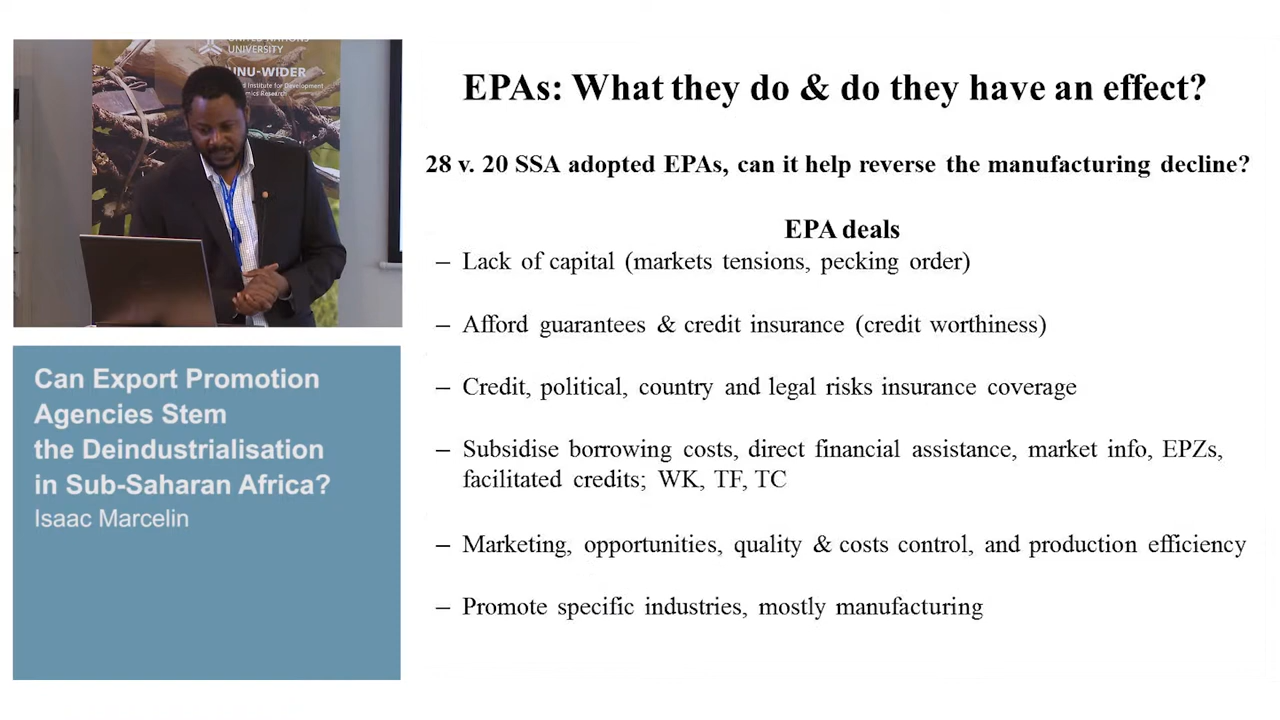 UNITED NATIONS
UNIVERSITY
UNU-WIDER
Institute for Development
Research
Can Export Promotion
Agencies Stem
the Deindustrialisation
in Sub-Saharan Africa?
Isaac Marcelin
EPAs: What they do & do they have an effect?
28 v. 20 SSA adopted EPAs, can it help reverse the manufacturing decline?
EPA deals
– Lack of capital (markets tensions, pecking order)
– Afford guarantees & credit insurance (credit worthiness)
– Credit, political, country and legal risks insurance coverage
– Subsidise borrowing costs, direct financial assistance, market info, EPZs,
facilitated credits; WK, TF, TC
– Marketing, opportunities, quality & costs control, and production efficiency
– Promote specific industries, mostly manufacturing